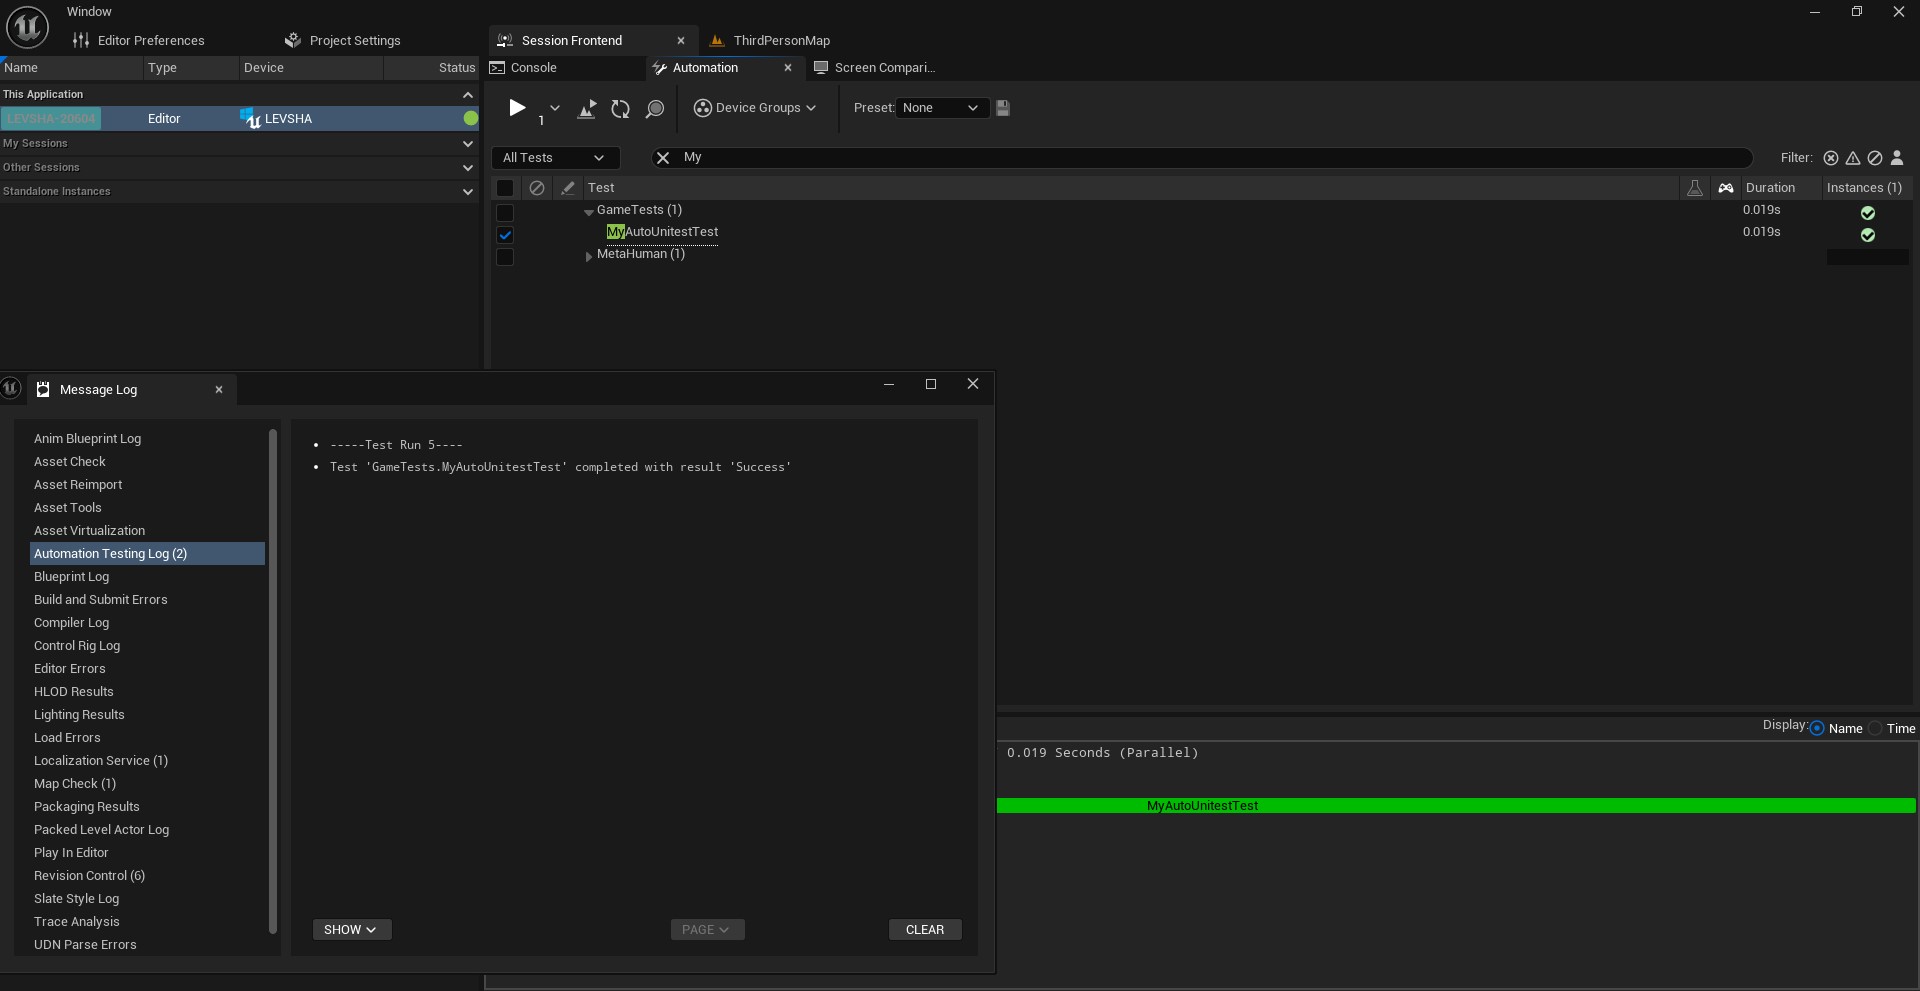 Window
Editor Preferences
Project Settings
Session Frontend
ThirdPersonMap
Name Type Device Status
Console
Automation
Screen Compari...
This Application
LEVSHA-20604 Editor LEVSHA
My Sessions
Other Sessions
Standalone Instances
1
Device Groups
Preset: None
All Tests
My
Filter:
Test Duration Instances (1)
GameTests (1) 0.019s
MyAutoUnitestTest 0.019s
MetaHuman (1)
Message Log
Anim Blueprint Log
Asset Check
Asset Reimport
Asset Tools
Asset Virtualization
Automation Testing Log (2)
Blueprint Log
Build and Submit Errors
Compiler Log
Control Rig Log
Editor Errors
HLOD Results
Lighting Results
Load Errors
Localization Service (1)
Map Check (1)
Packaging Results
Packed Level Actor Log
Play In Editor
Revision Control (6)
Slate Style Log
Trace Analysis
UDN Parse Errors
-----Test Run 5----
Test 'GameTests.MyAutoUnitestTest' completed with result 'Success'
SHOW
PAGE
CLEAR
Display: Name Time
0.019 Seconds (Parallel)
MyAutoUnitestTest